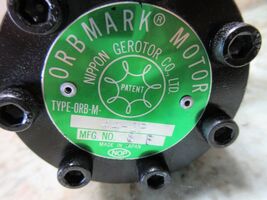 ORBMARK MOTOR
NIPPON GEROTOR CO., LTD.
PATENT
TYPE-ORB-M-
MFG. NO.
MADE IN JAPAN
NOP